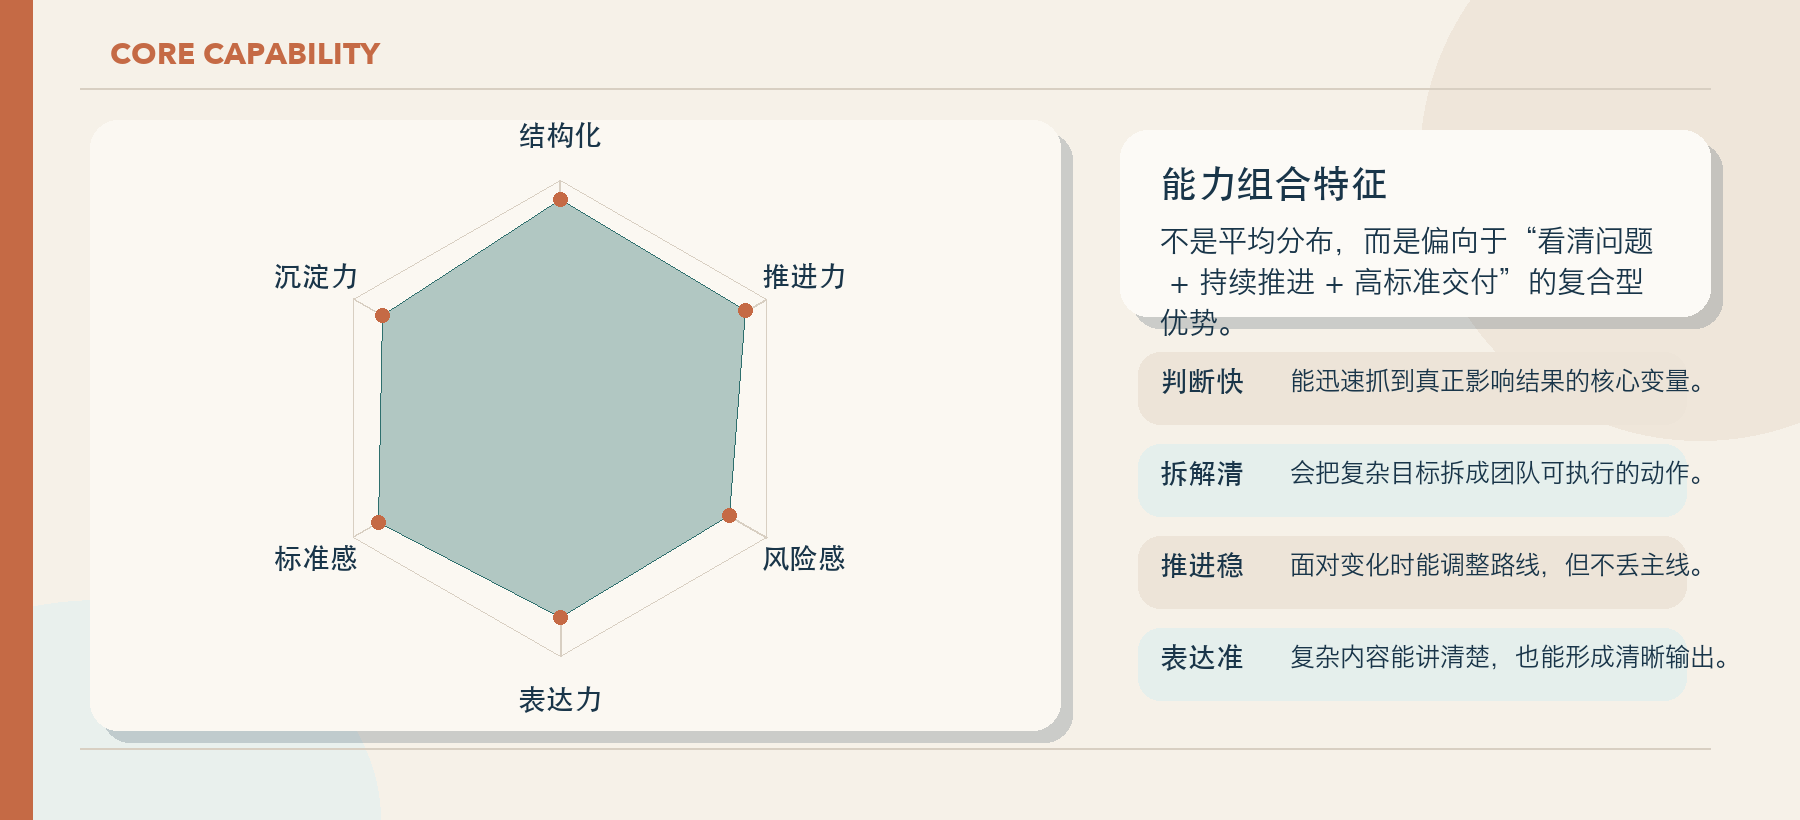 CORE CAPABILITY
结构化
沉淀力
推进力
标准感
风险感
表达力
能力组合特征
不是平均分布，而是偏向于“看清问题
+ 持续推进 + 高标准交付”的复合型
优势。
判断快 能迅速抓到真正影响结果的核心变量。
拆解清 会把复杂目标拆成团队可执行的动作。
推进稳 面对变化时能调整路线，但不丢主线。
表达准 复杂内容能讲清楚，也能形成清晰输出。